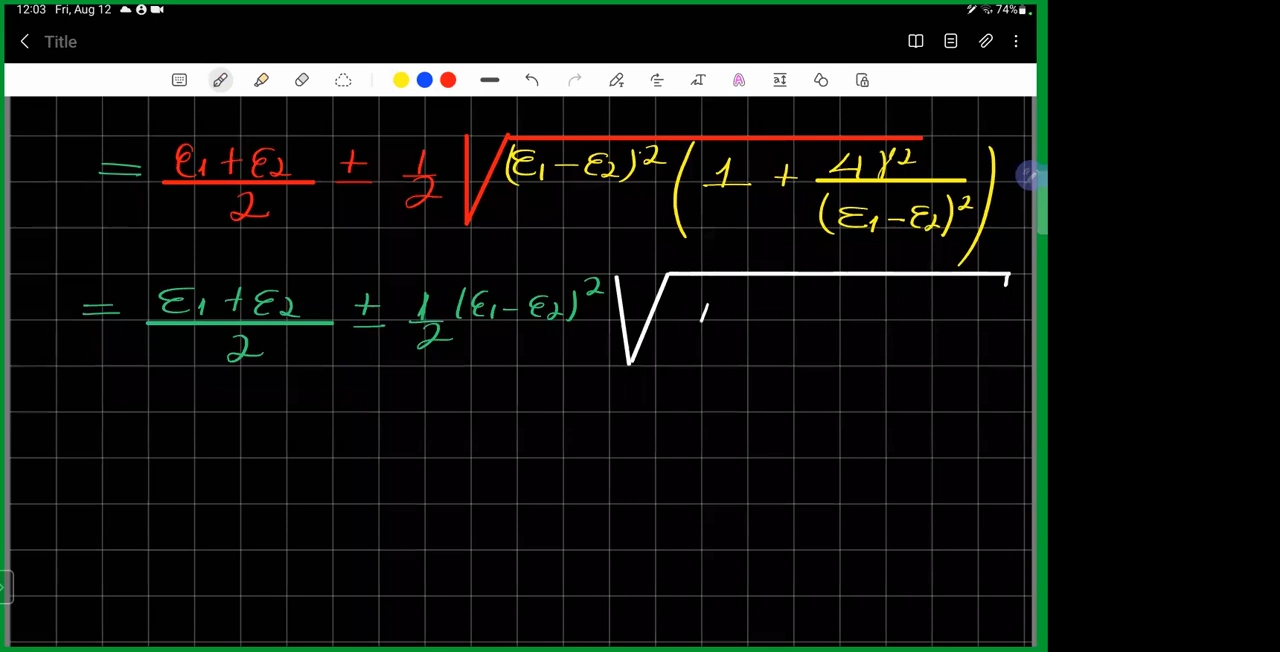 12:03 Fri, Aug 12 74%
Title
= ε1 + ε2 / 2 ± 1/2 √(ε1 − ε2)² (1 + 4γ² / (ε1 − ε2)²)
= ε1 + ε2 / 2 ± 1/2 (ε1 − ε2)² √